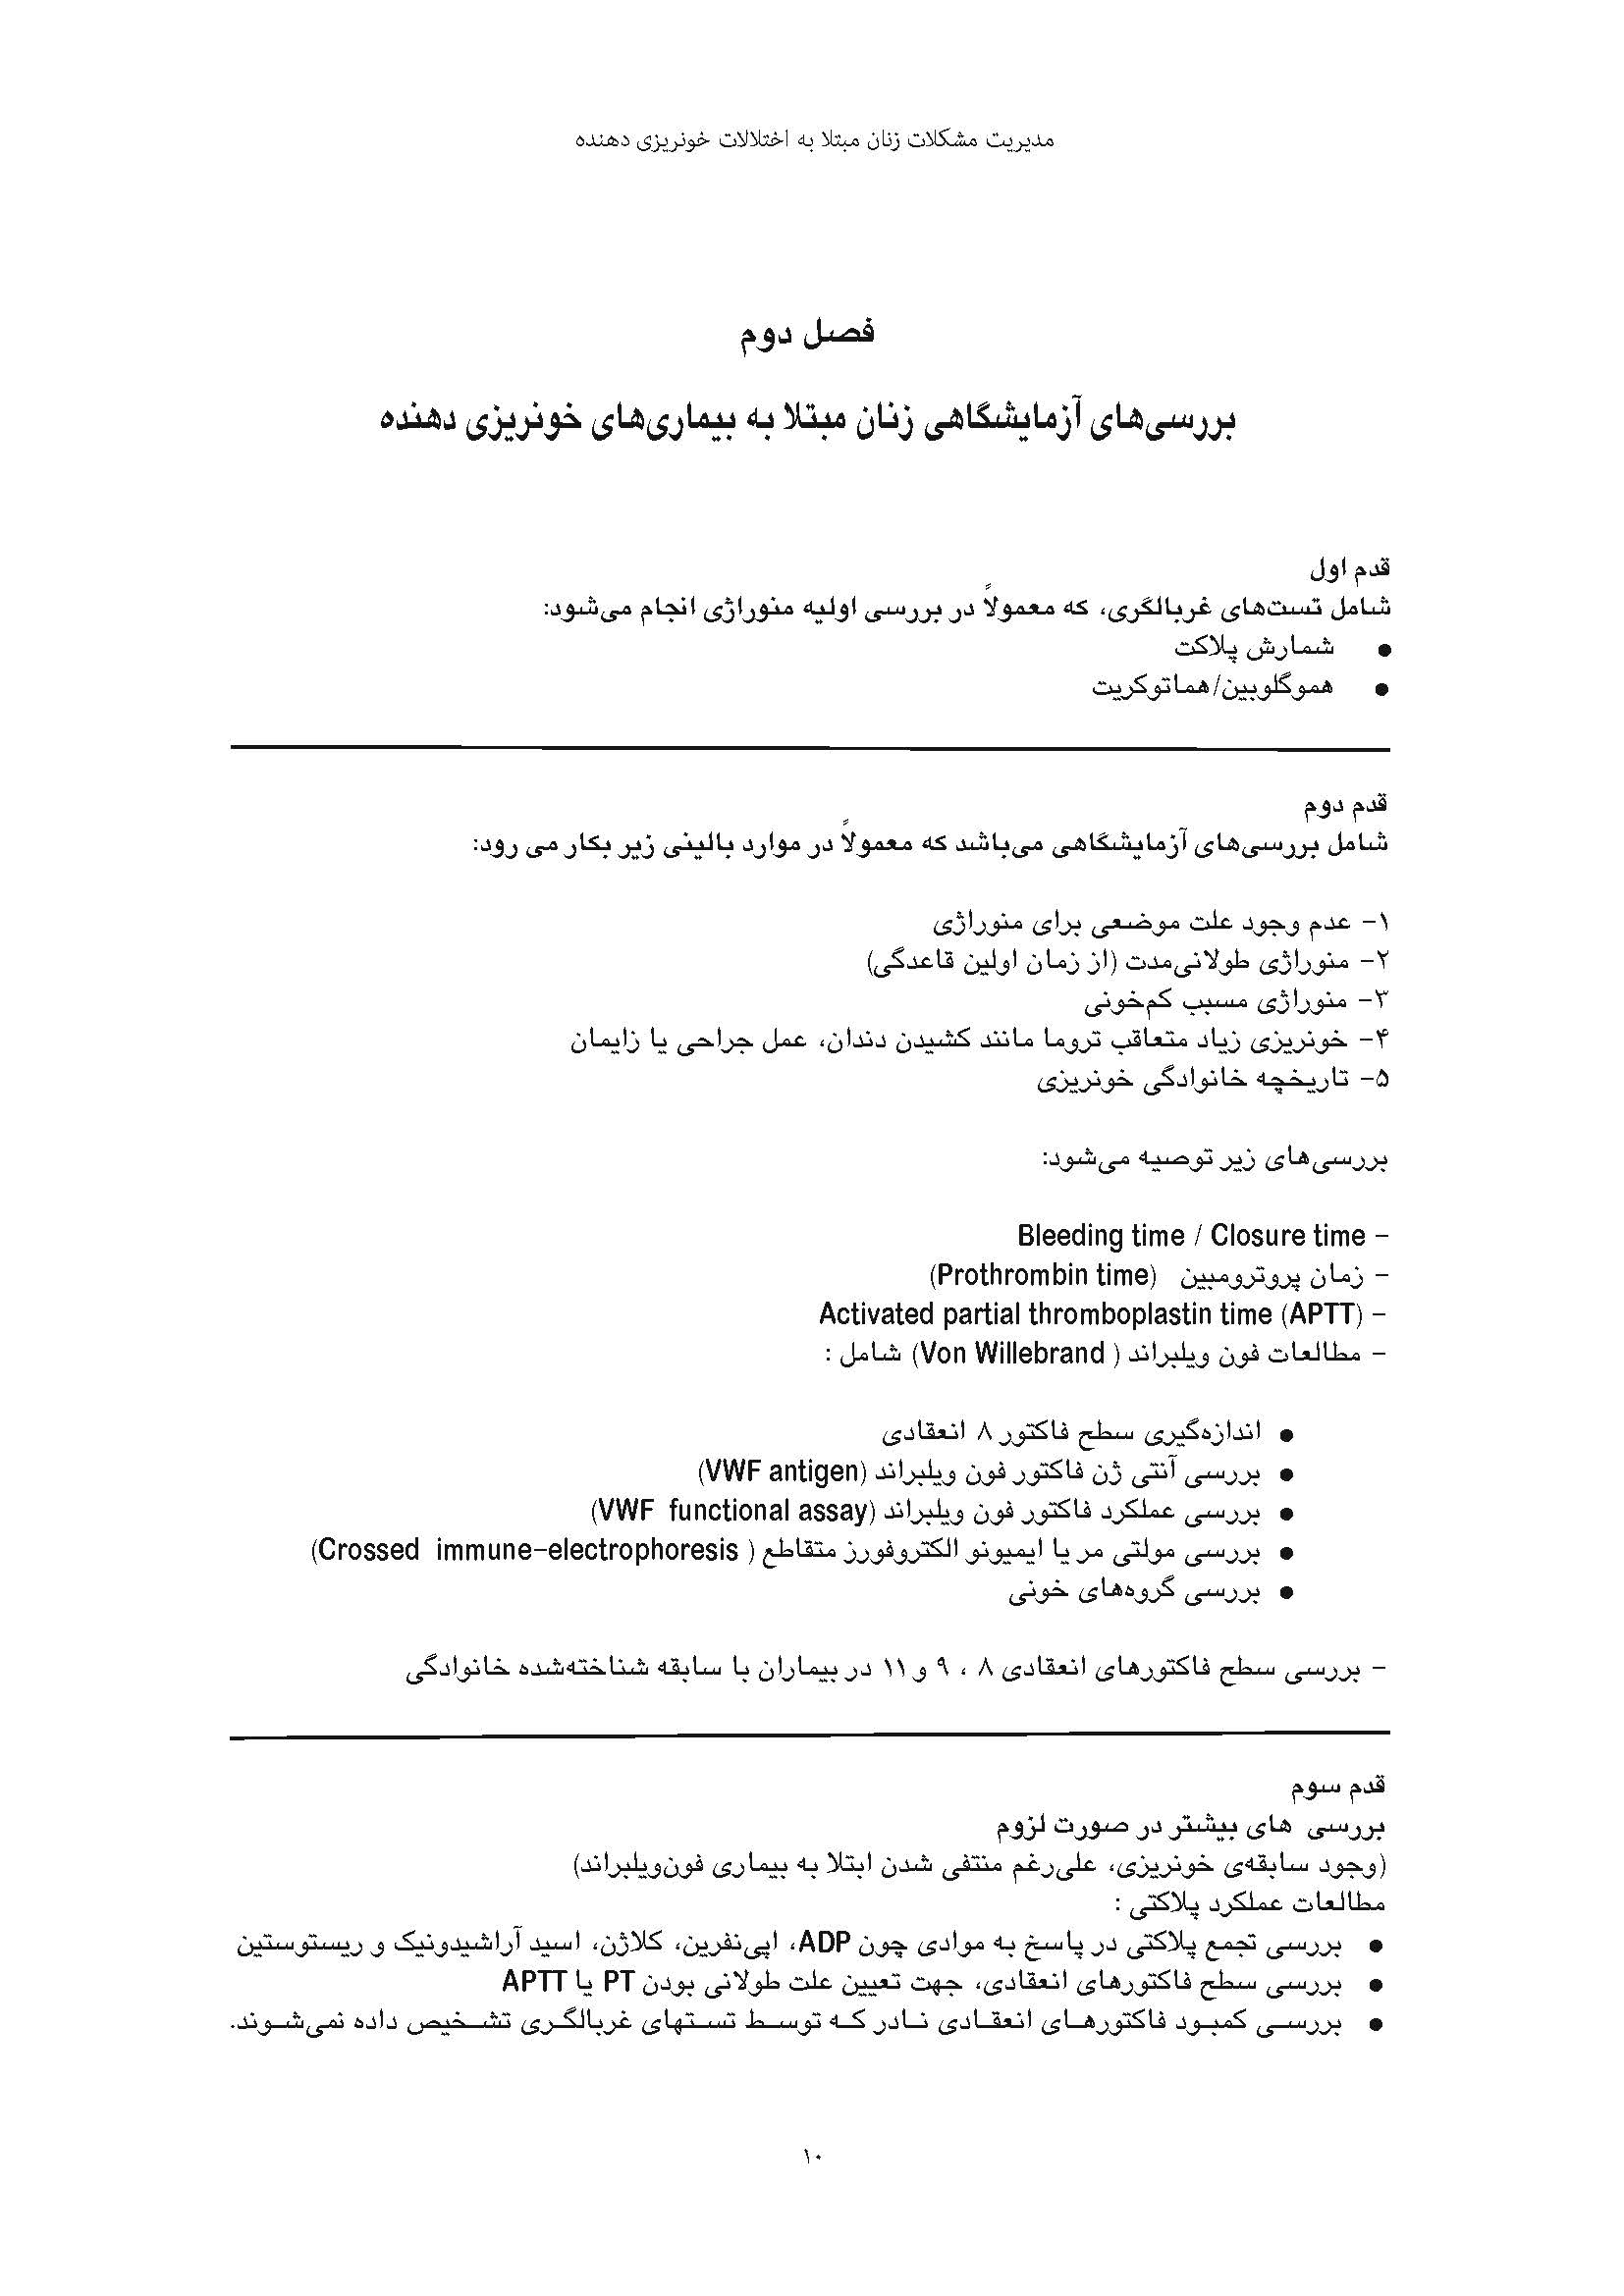 مدیریت مشکلات زنان مبتلا به اختلالات خونریزی دهنده
فصل دوم
بررسی‌های آزمایشگاهی زنان مبتلا به بیماری‌های خونریزی دهنده
قدم اول
شامل تست‌های غربالگری، که معمولاً در بررسی اولیه منوراژی انجام می‌شود:
● شمارش پلاکت
● هموگلوبین/هماتوکریت
قدم دوم
شامل بررسی‌های آزمایشگاهی می‌باشد که معمولاً در موارد بالینی زیر بکار می رود:
۱- عدم وجود علت موضعی برای منوراژی
۲- منوراژی طولانی‌مدت (از زمان اولین قاعدگی)
۳- منوراژی مسبب کم‌خونی
۴- خونریزی زیاد متعاقب تروما مانند کشیدن دندان، عمل جراحی یا زایمان
۵- تاریخچه خانوادگی خونریزی
بررسی‌های زیر توصیه می‌شود:
- Bleeding time / Closure time
- زمان پروترومبین (Prothrombin time)
- Activated partial thromboplastin time (APTT)
- مطالعات فون ویلبراند ( Von Willebrand) شامل :
● اندازه‌گیری سطح فاکتور ۸ انعقادی
● بررسی آنتی ژن فاکتور فون ویلبراند (VWF antigen)
● بررسی عملکرد فاکتور فون ویلبراند (VWF functional assay)
● بررسی مولتی مر یا ایمیونو الکتروفورز متقاطع ( Crossed immune-electrophoresis)
● بررسی گروه‌های خونی
- بررسی سطح فاکتورهای انعقادی ۸ ، ۹ و ۱۱ در بیماران با سابقه شناخته‌شده خانوادگی
قدم سوم
بررسی های بیشتر در صورت لزوم
(وجود سابقه‌ی خونریزی، علی‌رغم منتفی شدن ابتلا به بیماری فون‌ویلبراند)
مطالعات عملکرد پلاکتی :
● بررسی تجمع پلاکتی در پاسخ به موادی چون ADP، اپی‌نفرین، کلاژن، اسید آراشیدونیک و ریستوستین
● بررسی سطح فاکتورهای انعقادی، جهت تعیین علت طولانی بودن PT یا APTT
● بررسی کمبود فاکتورهای انعقادی نادر که توسط تستهای غربالگری تشخیص داده نمی‌شوند.
۱۰